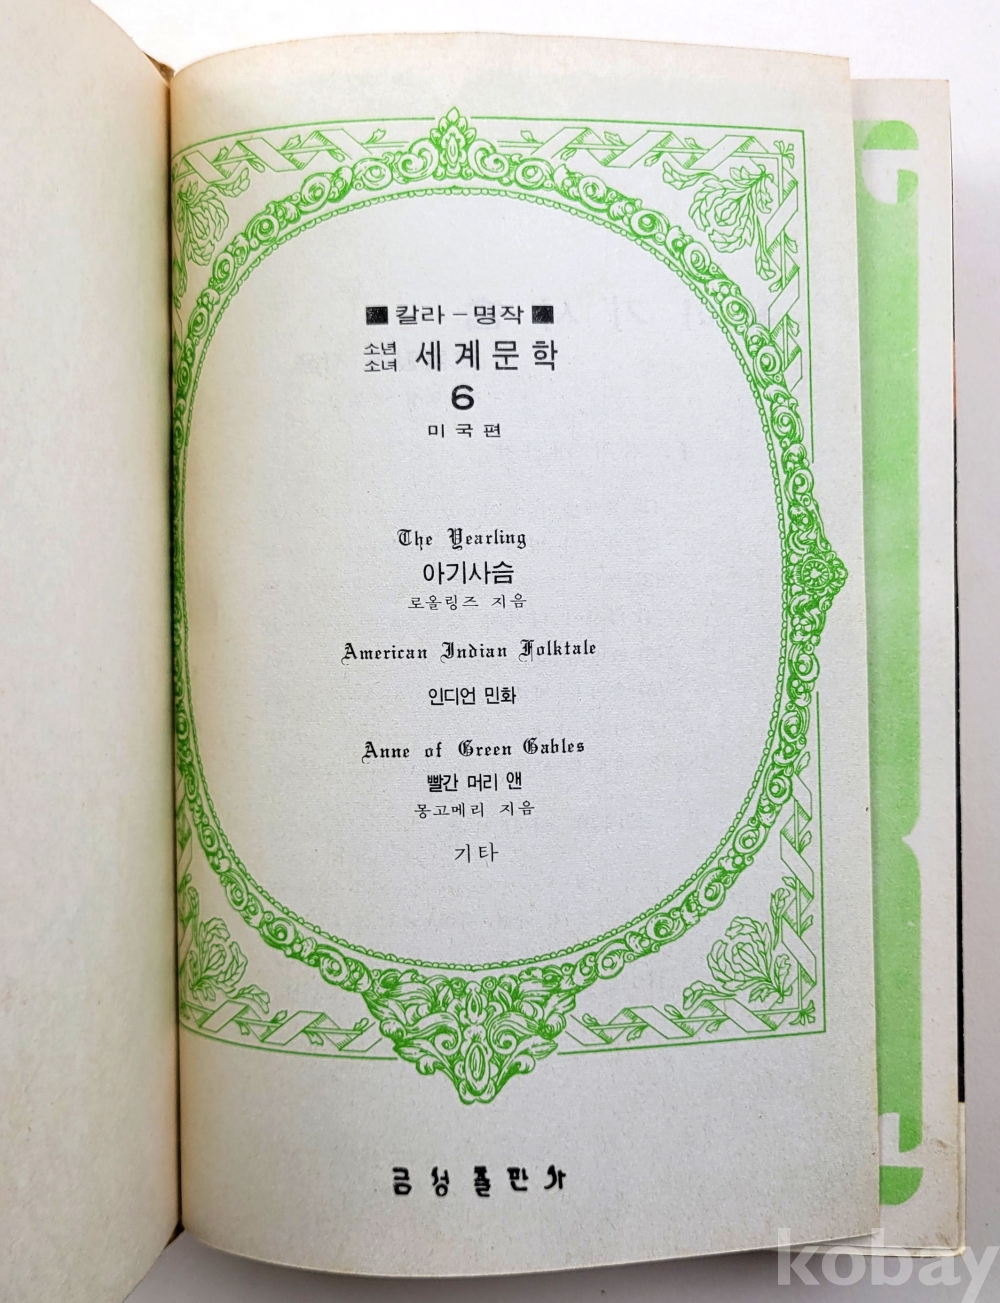 ■ 칼라 – 명작 ■
소년
소녀 세계문학
6
미국편
The Yearling
아기사슴
로올링즈 지음
American Indian Folktale
인디언 민화
Anne of Green Gables
빨간 머리 앤
몽고메리 지음
기타
금성출판사
kobay